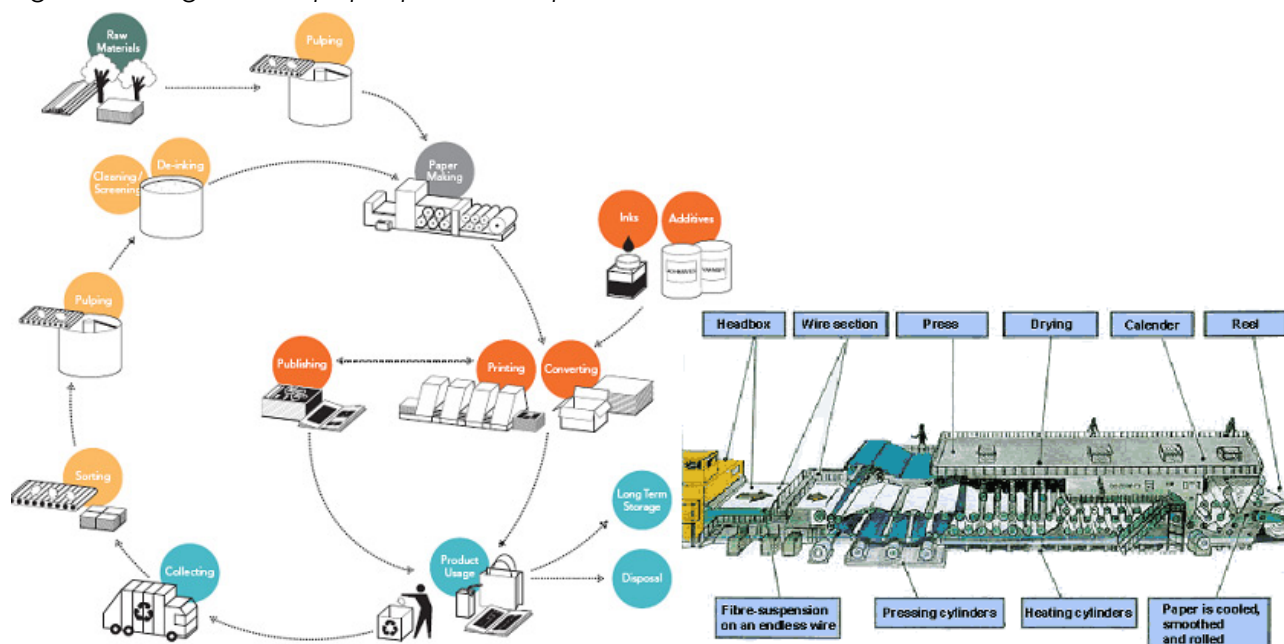 Raw
Materials
Pulping
De-inking
Cleaning/
Screening
Paper
Making
Inks
Additives
ADHESIVES
VARNISH
Pulping
Publishing
Printing
Converting
Sorting
Long Term
Storage
Product
Usage
Disposal
Collecting
Headbox
Wire section
Press
Drying
Calender
Reel
Fibre-suspension
on an endless wire
Pressing cylinders
Heating cylinders
Paper is cooled,
smoothed
and rolled